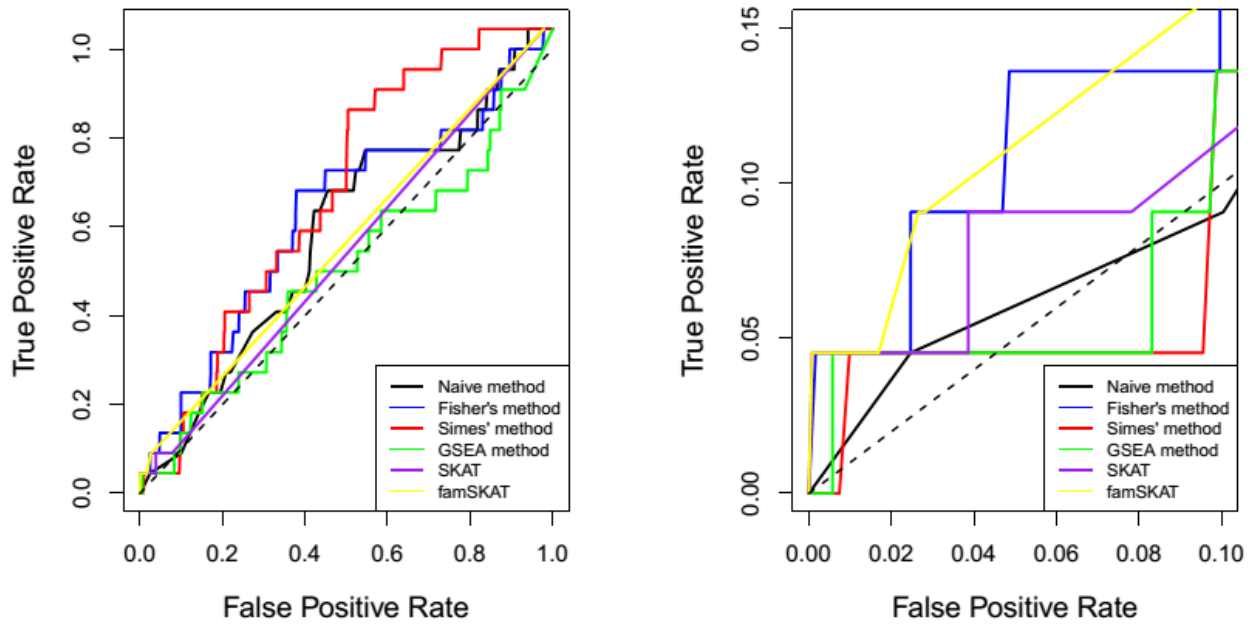 True Positive Rate
1.0
0.8
0.6
0.4
0.2
0.0
Naive method
Fisher's method
Simes' method
GSEA method
SKAT
famSKAT
0.0 0.2 0.4 0.6 0.8 1.0
False Positive Rate
True Positive Rate
0.15
0.10
0.05
0.00
Naive method
Fisher's method
Simes' method
GSEA method
SKAT
famSKAT
0.00 0.02 0.04 0.06 0.08 0.10
False Positive Rate